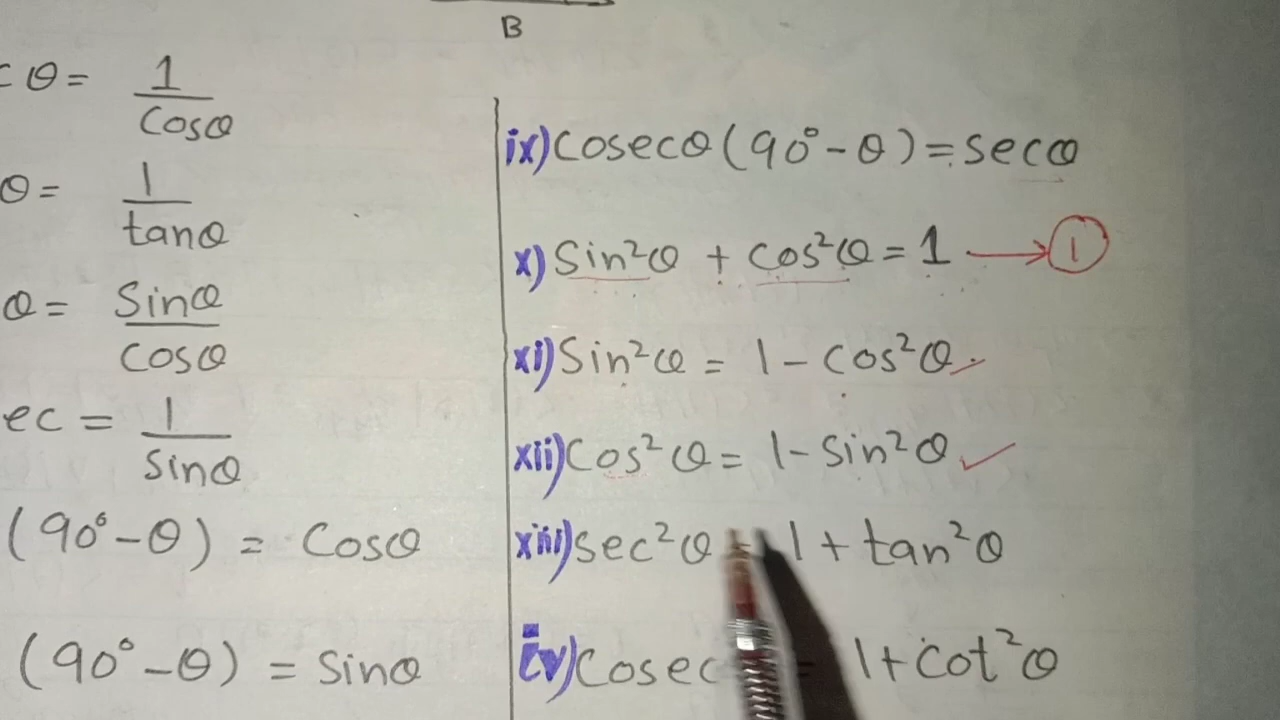 B
c θ = 1/cosθ
θ = 1/tanθ
θ = Sinθ/cosθ
ec = 1/sinθ
(90° - θ) = Cosθ
(90° - θ) = sinθ
ix) Cosecθ (90° - θ) = secθ
x) Sin²θ + cos²θ = 1 → ①
xi) Sin²θ = 1 - cos²θ
xii) Cos²θ = 1 - sin²θ ✓
xiii) sec²θ = 1 + tan²θ
iv) Cosec = 1 + cot²θ